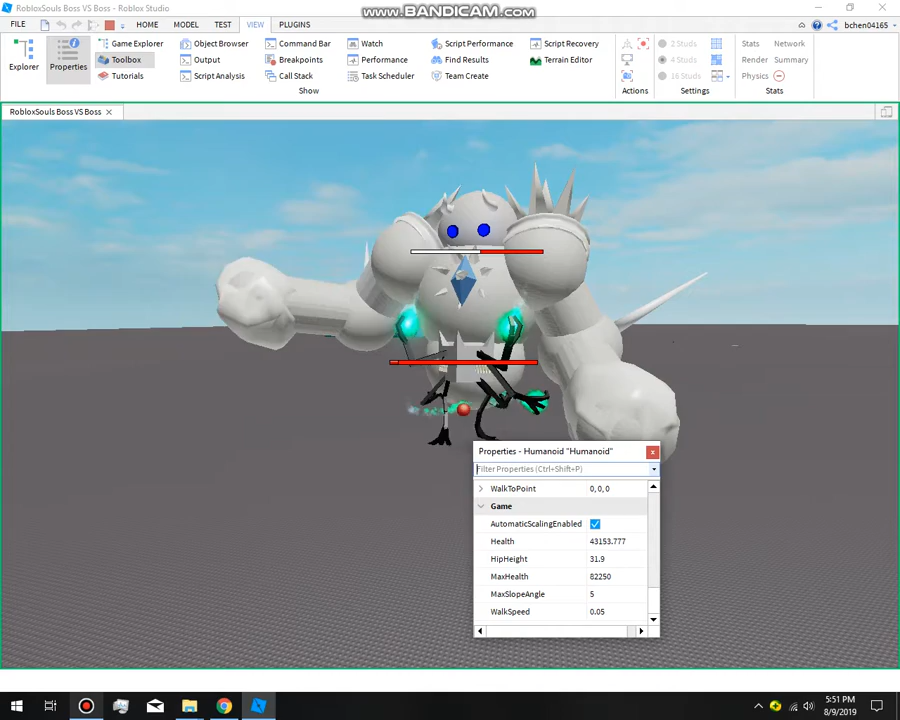 RobloxSouls Boss VS Boss - Roblox Studio
www.BANDICAM.com
FILE HOME MODEL TEST VIEW PLUGINS bchen04165
Explorer Properties Game Explorer Object Browser Command Bar Watch Script Performance Script Recovery 2 Studs Stats Network
Toolbox Output Breakpoints Performance Find Results Terrain Editor 4 Studs Render Summary
Tutorials Script Analysis Call Stack Task Scheduler Team Create 16 Studs Physics
Show Actions Settings Stats
RobloxSouls Boss VS Boss
Properties - Humanoid "Humanoid"
Filter Properties (Ctrl+Shift+P)
WalkToPoint 0, 0, 0
Game
AutomaticScalingEnabled
Health 43153.777
HipHeight 31.9
MaxHealth 82250
MaxSlopeAngle 5
WalkSpeed 0.05
5:51 PM
8/9/2019